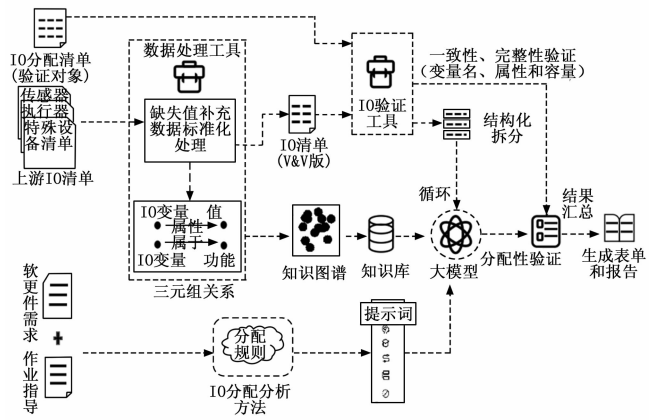 IO分配清单
(验证对象)
传感器
执行器
特殊设
备清单
上游IO清单
数据处理工具
缺失值补充
数据标准化
处理
IO变量 值
属性
属于
IO变量 功能
三元组关系
IO清单
(V&V版)
IO验证
工具
一致性、完整性验证
(变量名、属性和容量)
结构化
拆分
循环
知识图谱
知识库
大模型
分配性验证
结果
汇总
生成表单
和报告
软更件需求
+
作业指导
分配
规则
IO分配分析
方法
提示词